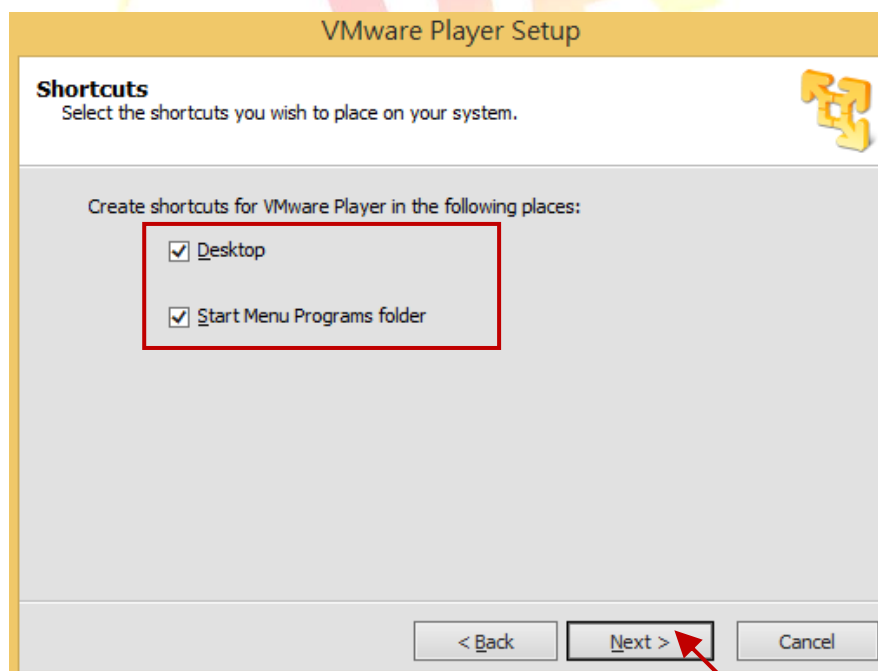 VMware Player Setup
Shortcuts
Select the shortcuts you wish to place on your system.
Create shortcuts for VMware Player in the following places:
Desktop
Start Menu Programs folder
< Back Next > Cancel